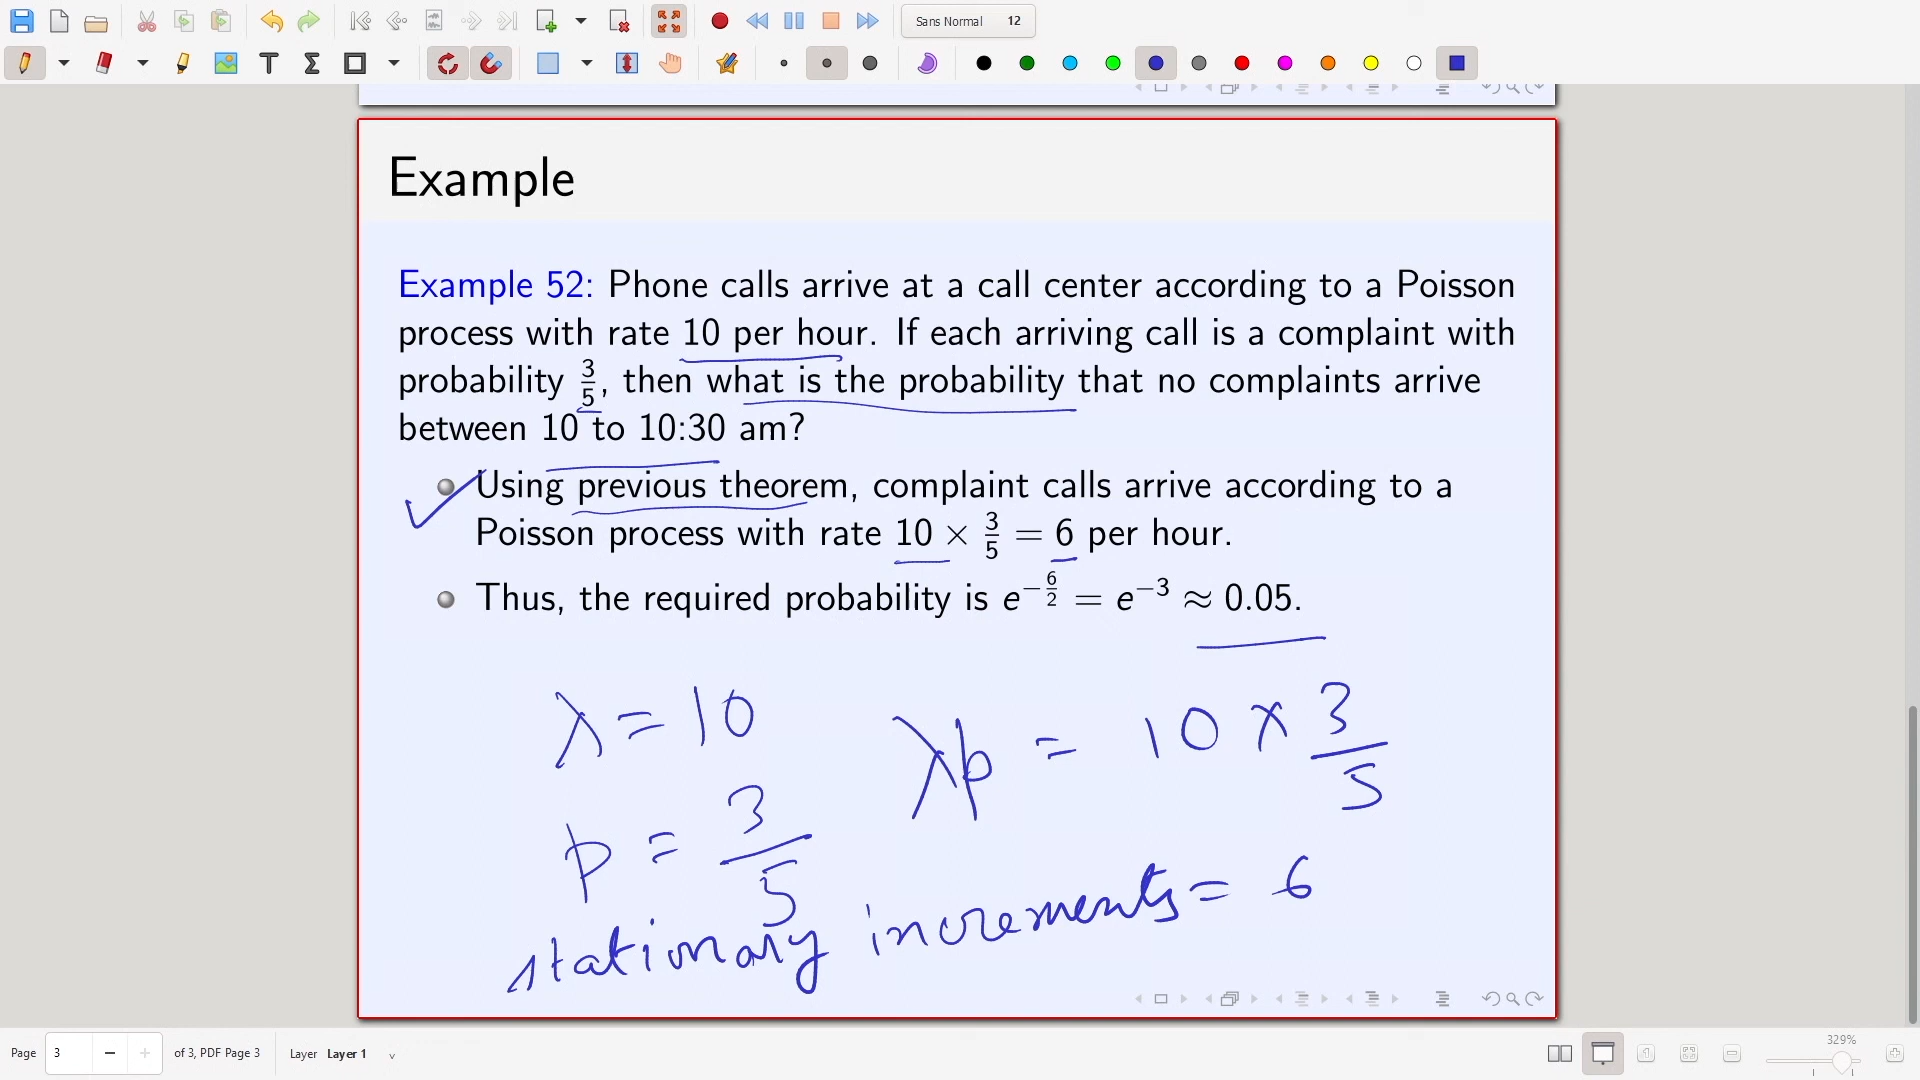 Sans Normal 12
Example
Example 52: Phone calls arrive at a call center according to a Poisson
process with rate 10 per hour. If each arriving call is a complaint with
probability 3/5, then what is the probability that no complaints arrive
between 10 to 10:30 am?
Using previous theorem, complaint calls arrive according to a
Poisson process with rate 10 × 3/5 = 6 per hour.
Thus, the required probability is e^{-6/2} = e^{-3} ≈ 0.05.
λ = 10
λp = 10 × 3/5
p = 3/5
= 6
stationary increments
Page 3 of 3, PDF Page 3 Layer Layer 1
329%